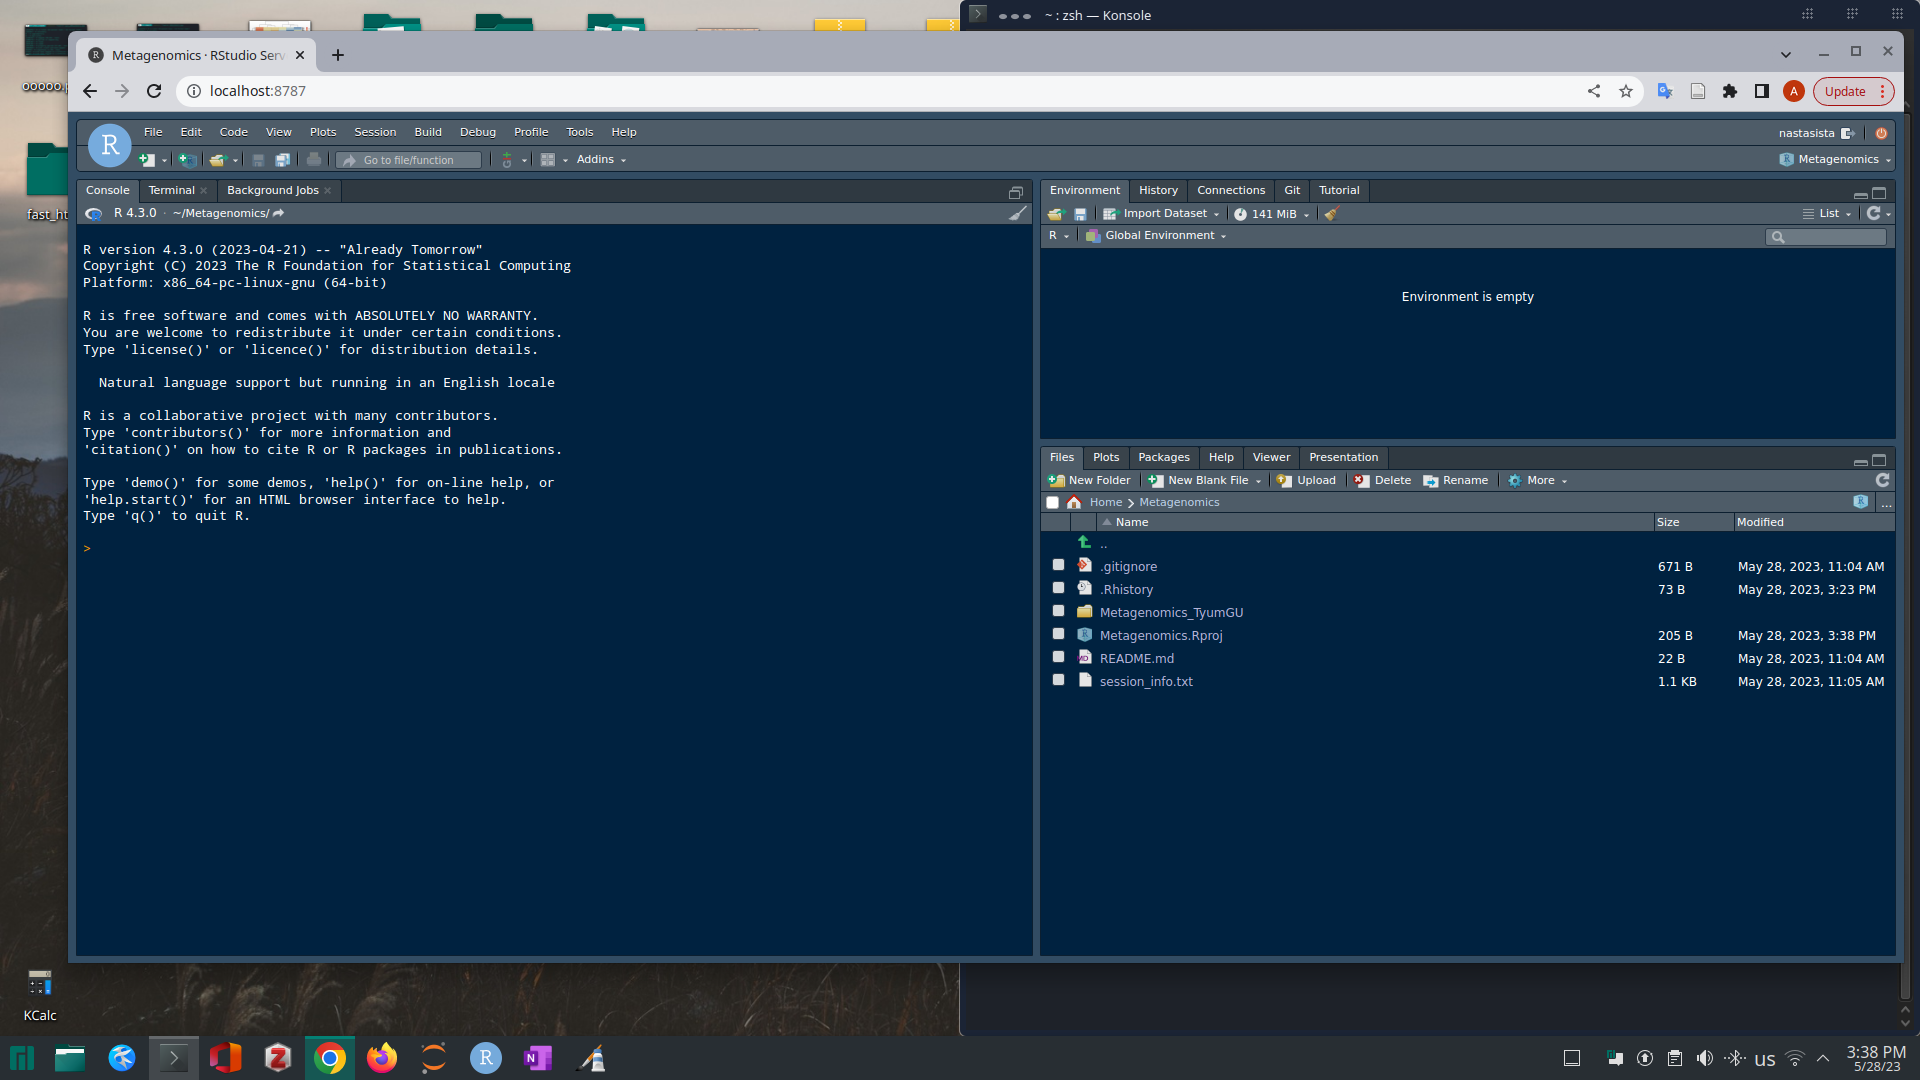 ~ : zsh — Konsole
Metagenomics · RStudio Serv
localhost:8787
A
Update
R
File Edit Code View Plots Session Build Debug Profile Tools Help
nastasista
Go to file/function
Addins
Metagenomics
Console
Terminal
Background Jobs
R 4.3.0 · ~/Metagenomics/
R version 4.3.0 (2023-04-21) -- "Already Tomorrow"
Copyright (C) 2023 The R Foundation for Statistical Computing
Platform: x86_64-pc-linux-gnu (64-bit)
R is free software and comes with ABSOLUTELY NO WARRANTY.
You are welcome to redistribute it under certain conditions.
Type 'license()' or 'licence()' for distribution details.
Natural language support but running in an English locale
R is a collaborative project with many contributors.
Type 'contributors()' for more information and
'citation()' on how to cite R or R packages in publications.
Type 'demo()' for some demos, 'help()' for on-line help, or
'help.start()' for an HTML browser interface to help.
Type 'q()' to quit R.
>
Environment History Connections Git Tutorial
Import Dataset
141 MiB
List
R
Global Environment
Environment is empty
Files Plots Packages Help Viewer Presentation
New Folder New Blank File Upload Delete Rename More
Home Metagenomics
...
Name Size Modified
..
.gitignore 671 B May 28, 2023, 11:04 AM
.Rhistory 73 B May 28, 2023, 3:23 PM
Metagenomics_TyumGU
Metagenomics.Rproj 205 B May 28, 2023, 3:38 PM
README.md 22 B May 28, 2023, 11:04 AM
session_info.txt 1.1 KB May 28, 2023, 11:05 AM
ooooo.
fast_ht
KCalc
us
3:38 PM
5/28/23